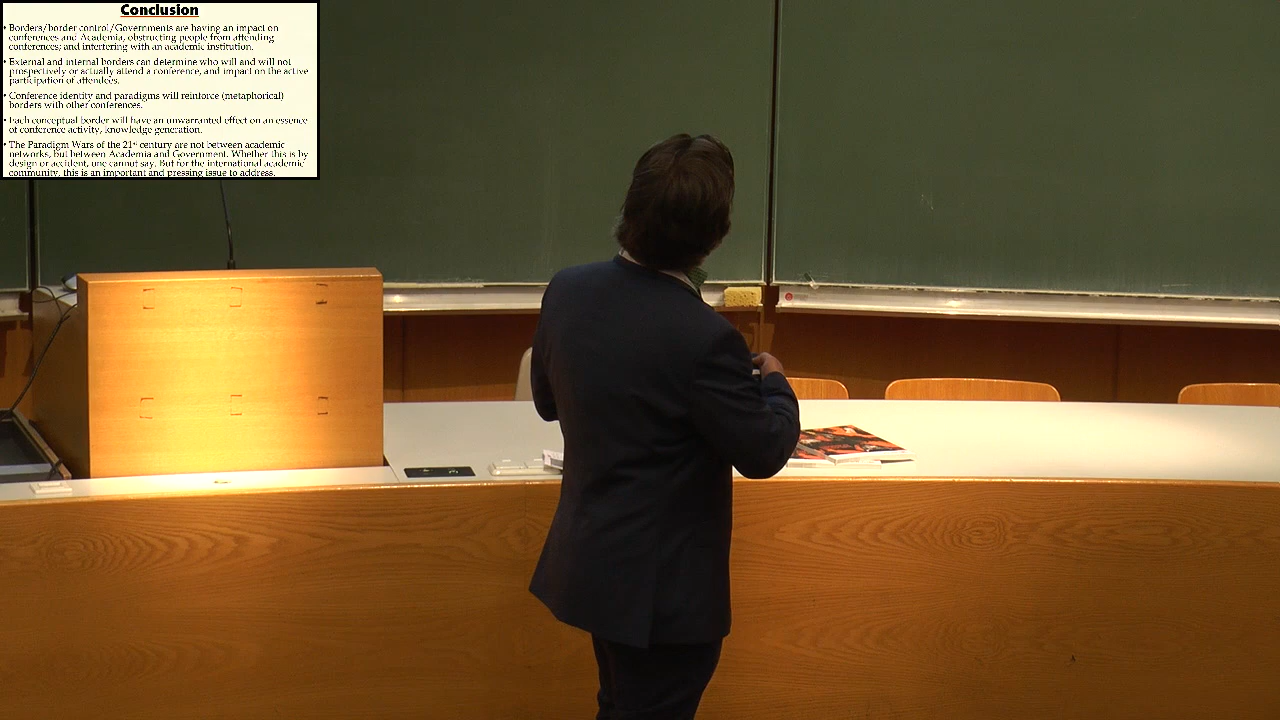 Conclusion
• Borders/border control/Governments are having an impact on
conferences and Academia, obstructing people from attending
conferences; and interfering with an academic institution.
• External and internal borders can determine who will and will not
prospectively or actually attend a conference, and impact on the active
participation of attendees.
• Conference identity and paradigms will reinforce (metaphorical)
borders with other conferences.
• Each conceptual border will have an unwarranted effect on an essence
of conference activity, knowledge generation.
• The Paradigm Wars of the 21st century are not between academic
networks, but between Academia and Government. Whether this is by
design or accident, one cannot say. But for the international academic
community, this is an important and pressing issue to address.